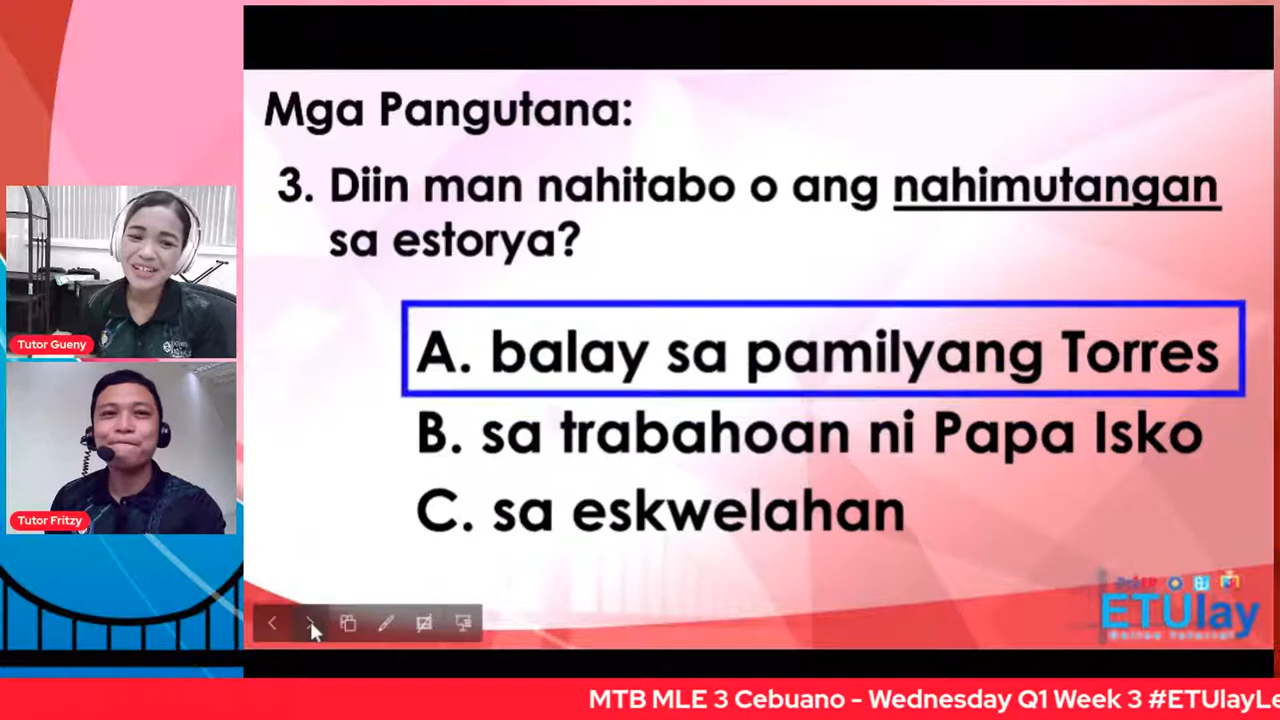 Mga Pangutana:
3. Diin man nahitabo o ang nahimutangan
sa estorya?
A. balay sa pamilyang Torres
B. sa trabahoan ni Papa Isko
C. sa eskwelahan
Tutor Gueny
Tutor Fritzy
ETUlay
MTB MLE 3 Cebuano - Wednesday Q1 Week 3 #ETUlayLe